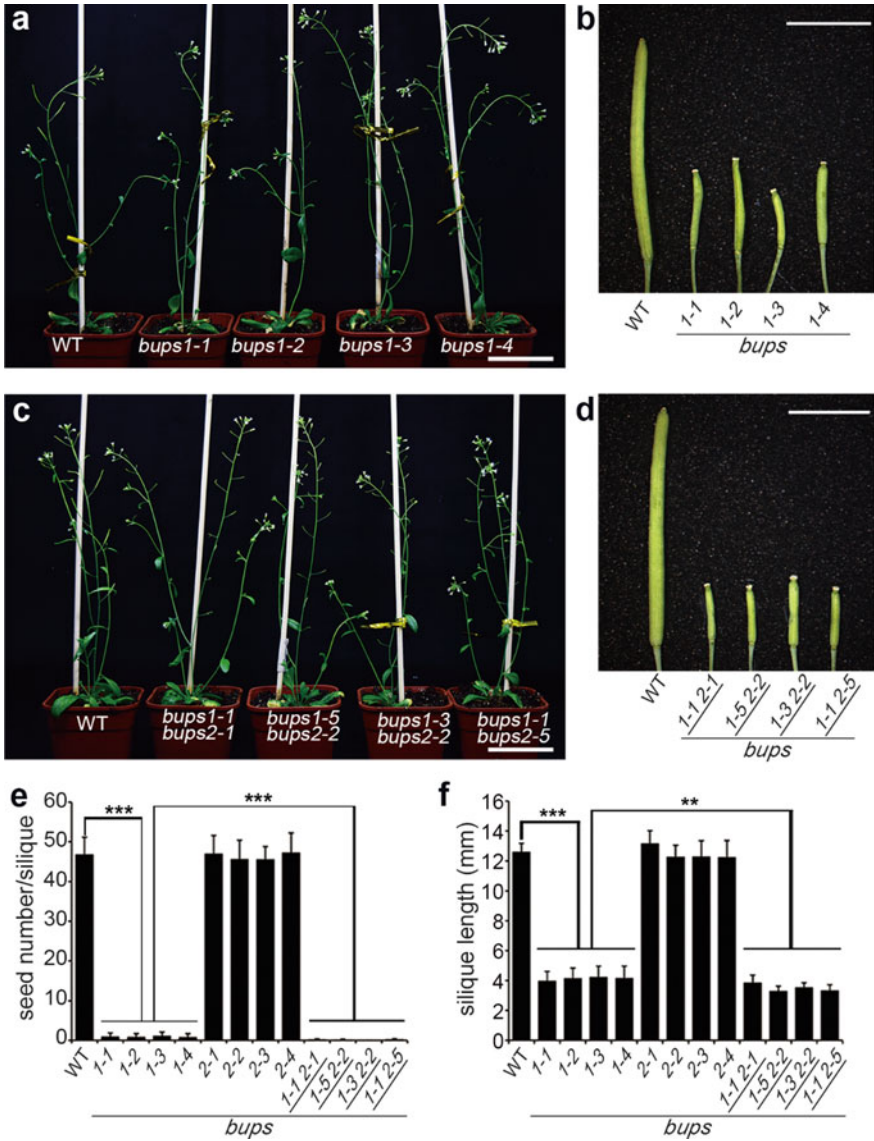 a
WT
bups1-1
bups1-2
bups1-3
bups1-4
b
WT
1-1
1-2
1-3
1-4
bups
c
WT
bups1-1
bups2-1
bups1-5
bups2-2
bups1-3
bups2-2
bups1-1
bups2-5
d
WT
1-1 2-1
1-5 2-2
1-3 2-2
1-1 2-5
bups
e
seed number/silique
60
50
40
30
20
10
0
***
***
WT
1-1
1-2
1-3
1-4
2-1
2-2
2-3
2-4
1-1 2-1
1-5 2-2
1-3 2-2
1-1 2-5
bups
f
silique length (mm)
16
14
12
10
8
6
4
2
0
***
**
WT
1-1
1-2
1-3
1-4
2-1
2-2
2-3
2-4
1-1 2-1
1-5 2-2
1-3 2-2
1-1 2-5
bups